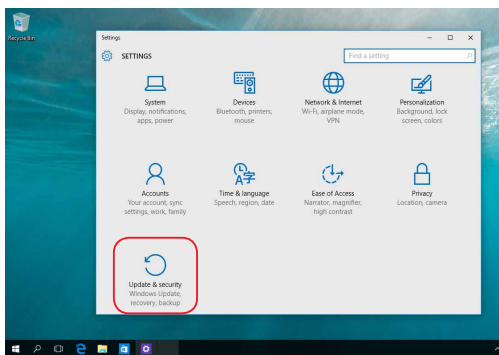 Recycle Bin
Settings
SETTINGS
Find a setting
System
Display, notifications,
apps, power
Devices
Bluetooth, printers,
mouse
Network & Internet
Wi-Fi, airplane mode,
VPN
Personalization
Background, lock
screen, colors
Accounts
Your account, sync
settings, work, family
Time & language
Speech, region, date
Ease of Access
Narrator, magnifier,
high contrast
Privacy
Location, camera
Update & security
Windows Update,
recovery, backup